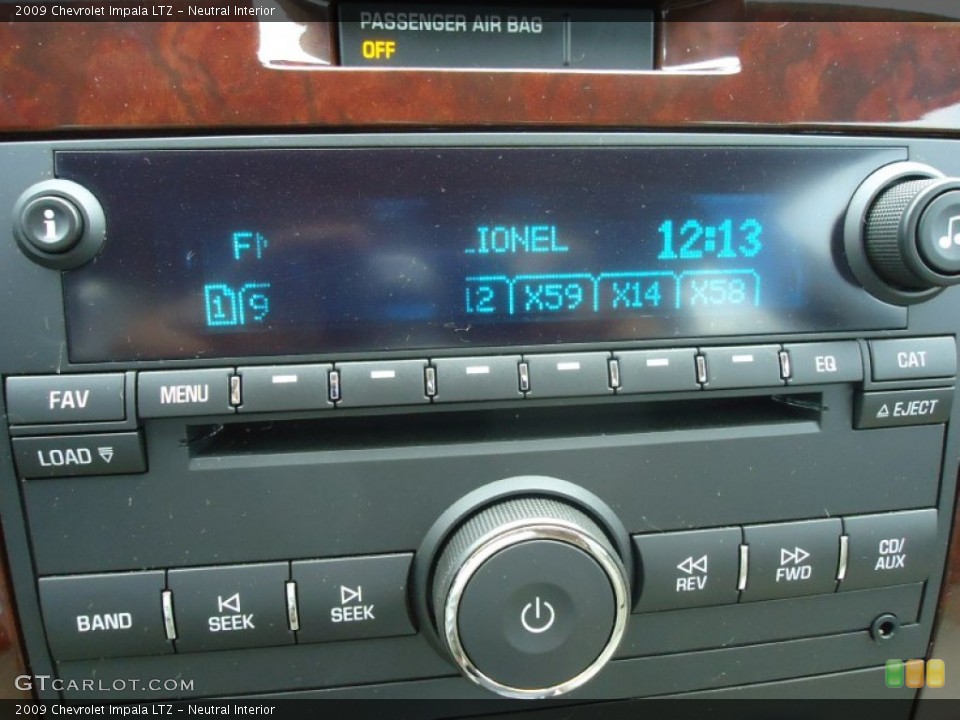 2009 Chevrolet Impala LTZ - Neutral Interior
PASSENGER AIR BAG
OFF
IONEL 12:13
1 9 X59 X14 X58
FAV MENU EQ CAT
LOAD EJECT
BAND SEEK SEEK REV FWD CD/AUX
GTCARLOT.COM
2009 Chevrolet Impala LTZ - Neutral Interior